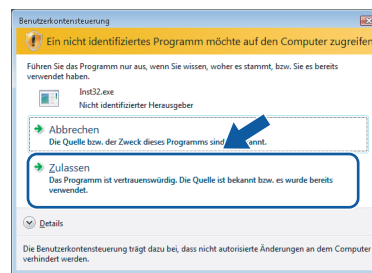 Benutzerkontensteuerung
Ein nicht identifiziertes Programm möchte auf den Computer zugreifen
Führen Sie das Programm nur aus, wenn Sie wissen, woher es stammt, bzw. Sie es bereits
verwendet haben.
Inst32.exe
Nicht identifizierter Herausgeber
Abbrechen
Die Quelle bzw. der Zweck dieses Programms sind annt.
Zulassen
Das Programm ist vertrauenswürdig. Die Quelle ist bekannt bzw. es wurde bereits
verwendet.
Details
Die Benutzerkontensteuerung trägt dazu bei, dass nicht autorisierte Änderungen an dem Computer
verhindert werden.